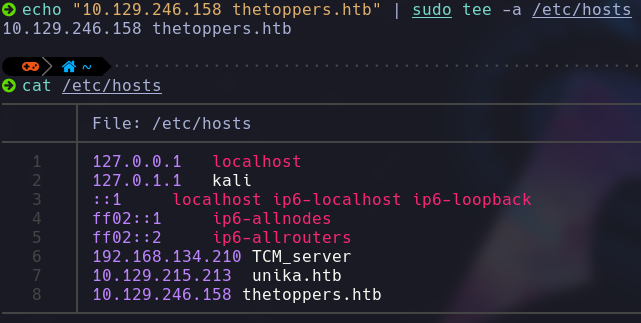 echo "10.129.246.158 thetoppers.htb" | sudo tee -a /etc/hosts
10.129.246.158 thetoppers.htb
~
cat /etc/hosts
File: /etc/hosts
1 127.0.0.1 localhost
2 127.0.1.1 kali
3 ::1 localhost ip6-localhost ip6-loopback
4 ff02::1 ip6-allnodes
5 ff02::2 ip6-allrouters
6 192.168.134.210 TCM_server
7 10.129.215.213 unika.htb
8 10.129.246.158 thetoppers.htb